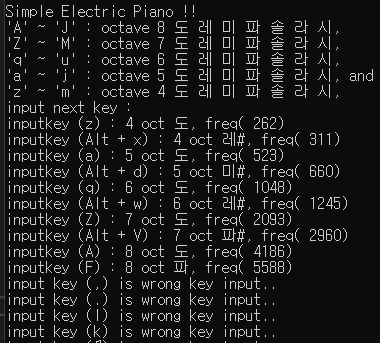 Simple Electric Piano !!
'A' ~ 'J' : octave 8 도 레 미 파 솔 라 시,
'Z' ~ 'M' : octave 7 도 레 미 파 솔 라 시,
'q' ~ 'u' : octave 6 도 레 미 파 솔 라 시,
'a' ~ 'j' : octave 5 도 레 미 파 솔 라 시, and
'z' ~ 'm' : octave 4 도 레 미 파 솔 라 시,
input next key :
inputkey (z) : 4 oct 도, freq( 262)
inputkey (Alt + x) : 4 oct 레#, freq( 311)
inputkey (a) : 5 oct 도, freq( 523)
inputkey (Alt + d) : 5 oct 미#, freq( 660)
inputkey (q) : 6 oct 도, freq( 1048)
inputkey (Alt + w) : 6 oct 레#, freq( 1245)
inputkey (Z) : 7 oct 도, freq( 2093)
inputkey (Alt + V) : 7 oct 파#, freq( 2960)
inputkey (A) : 8 oct 도, freq( 4186)
inputkey (F) : 8 oct 파, freq( 5588)
input key (,) is wrong key input..
input key (.) is wrong key input..
input key (l) is wrong key input..
input key (k) is wrong key input..